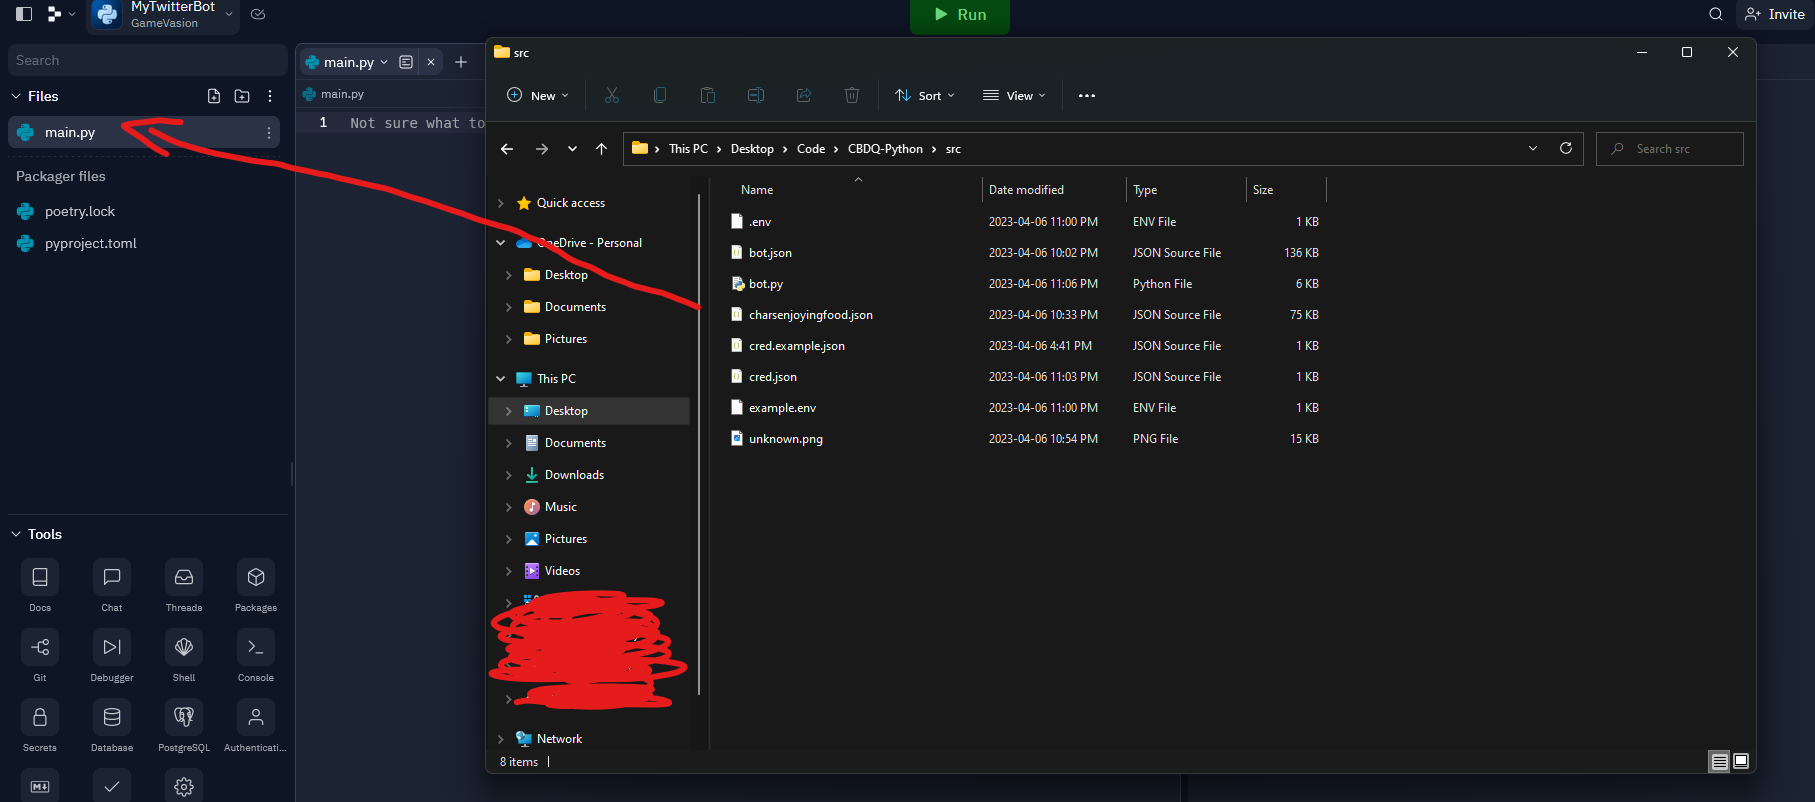 MyTwitterBot
GameVasion
Run
Invite
Search
Files
main.py
Packager files
poetry.lock
pyproject.toml
Tools
Docs
Chat
Threads
Packages
Git
Debugger
Shell
Console
Secrets
Database
PostgreSQL
Authenticati...
main.py
main.py
1 Not sure what to
src
New
Sort
View
This PC > Desktop > Code > CBDQ-Python > src
Search src
Quick access
OneDrive - Personal
Desktop
Documents
Pictures
This PC
Desktop
Documents
Downloads
Music
Pictures
Videos
Network
Name Date modified Type Size
.env 2023-04-06 11:00 PM ENV File 1 KB
bot.json 2023-04-06 10:02 PM JSON Source File 136 KB
bot.py 2023-04-06 11:06 PM Python File 6 KB
charsenjoyingfood.json 2023-04-06 10:33 PM JSON Source File 75 KB
cred.example.json 2023-04-06 4:41 PM JSON Source File 1 KB
cred.json 2023-04-06 11:03 PM JSON Source File 1 KB
example.env 2023-04-06 11:00 PM ENV File 1 KB
unknown.png 2023-04-06 10:54 PM PNG File 15 KB
8 items